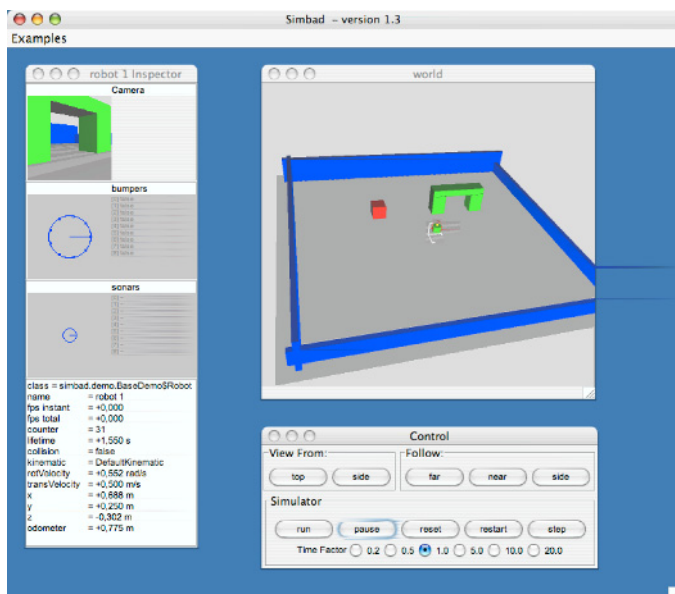 Simbad – version 1.3
Examples
robot 1 Inspector
Camera
bumpers
sonars
class = simbad.demo.BaseDemo$Robot
name = robot 1
fps instant = +0,000
fps total = +0,000
counter = 31
lifetime = +1,550 s
collision = false
kinematic = DefaultKinematic
rotVelocity = +0,552 rad/s
transVelocity = +0,500 m/s
x = +0,688 m
y = +0,250 m
z = -0,302 m
odometer = +0,775 m
world
Control
View From: Follow:
top side far near side
Simulator
run pause reset restart step
Time Factor 0.2 0.5 1.0 5.0 10.0 20.0